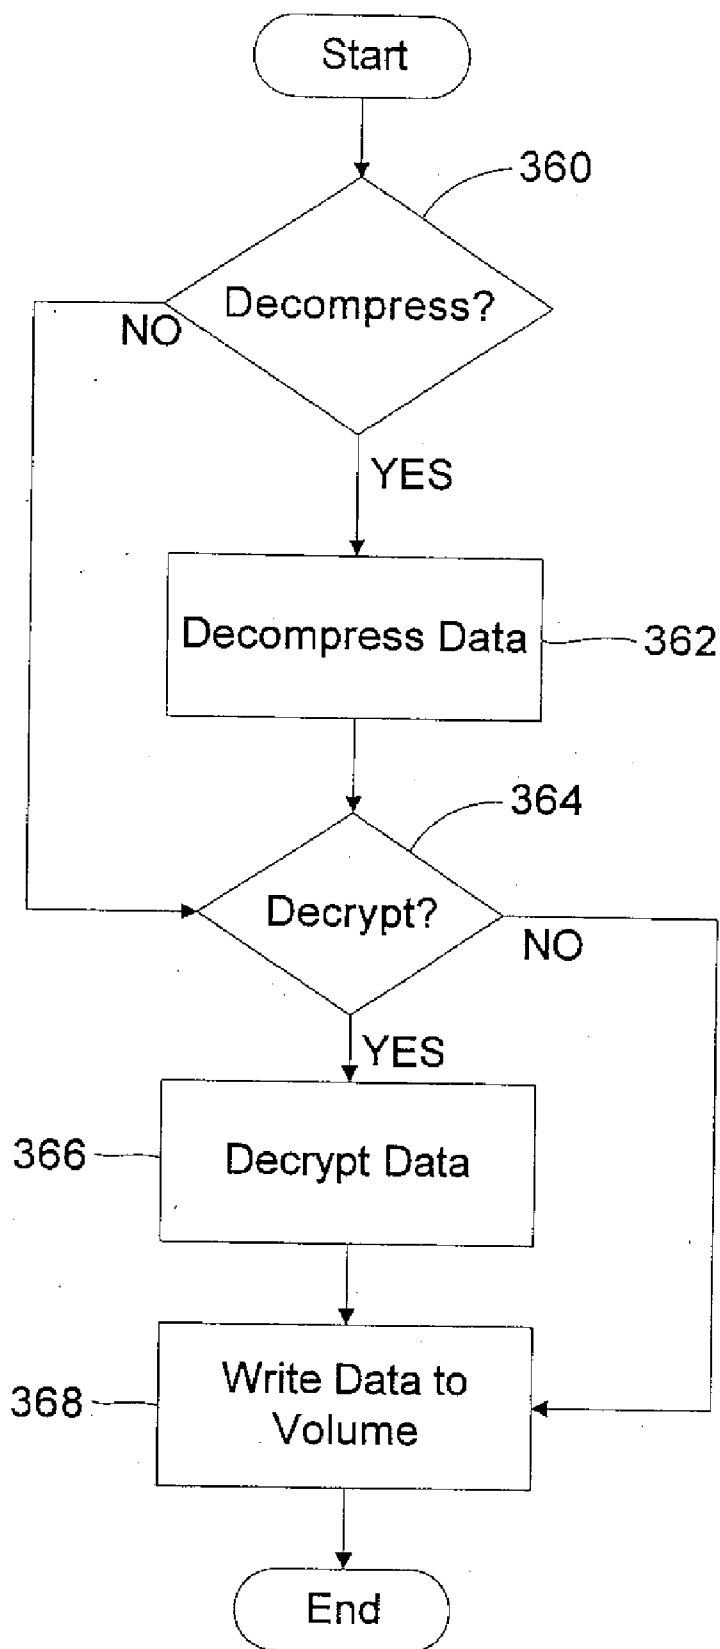 Start
360
Decompress?
NO
YES
Decompress Data
362
364
Decrypt?
NO
YES
366
Decrypt Data
Write Data to
368
Volume
End